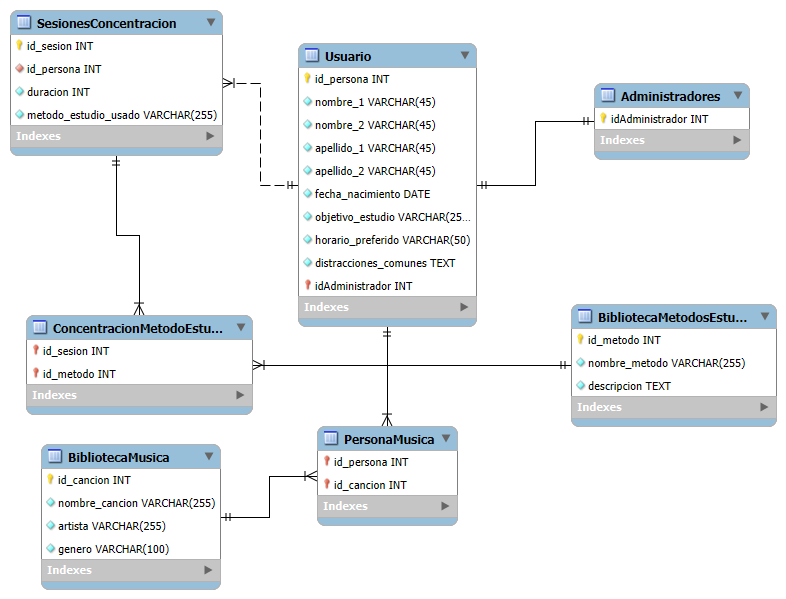 SesionesConcentracion
id_sesion INT
id_persona INT
duracion INT
metodo_estudio_usado VARCHAR(255)
Indexes
Usuario
id_persona INT
nombre_1 VARCHAR(45)
nombre_2 VARCHAR(45)
apellido_1 VARCHAR(45)
apellido_2 VARCHAR(45)
fecha_nacimiento DATE
objetivo_estudio VARCHAR(25...
horario_preferido VARCHAR(50)
distracciones_comunes TEXT
idAdministrador INT
Indexes
Administradores
idAdministrador INT
Indexes
ConcentracionMetodoEstu...
id_sesion INT
id_metodo INT
Indexes
BibliotecaMetodosEstu...
id_metodo INT
nombre_metodo VARCHAR(255)
descripcion TEXT
Indexes
PersonaMusica
id_persona INT
id_cancion INT
Indexes
BibliotecaMusica
id_cancion INT
nombre_cancion VARCHAR(255)
artista VARCHAR(255)
genero VARCHAR(100)
Indexes